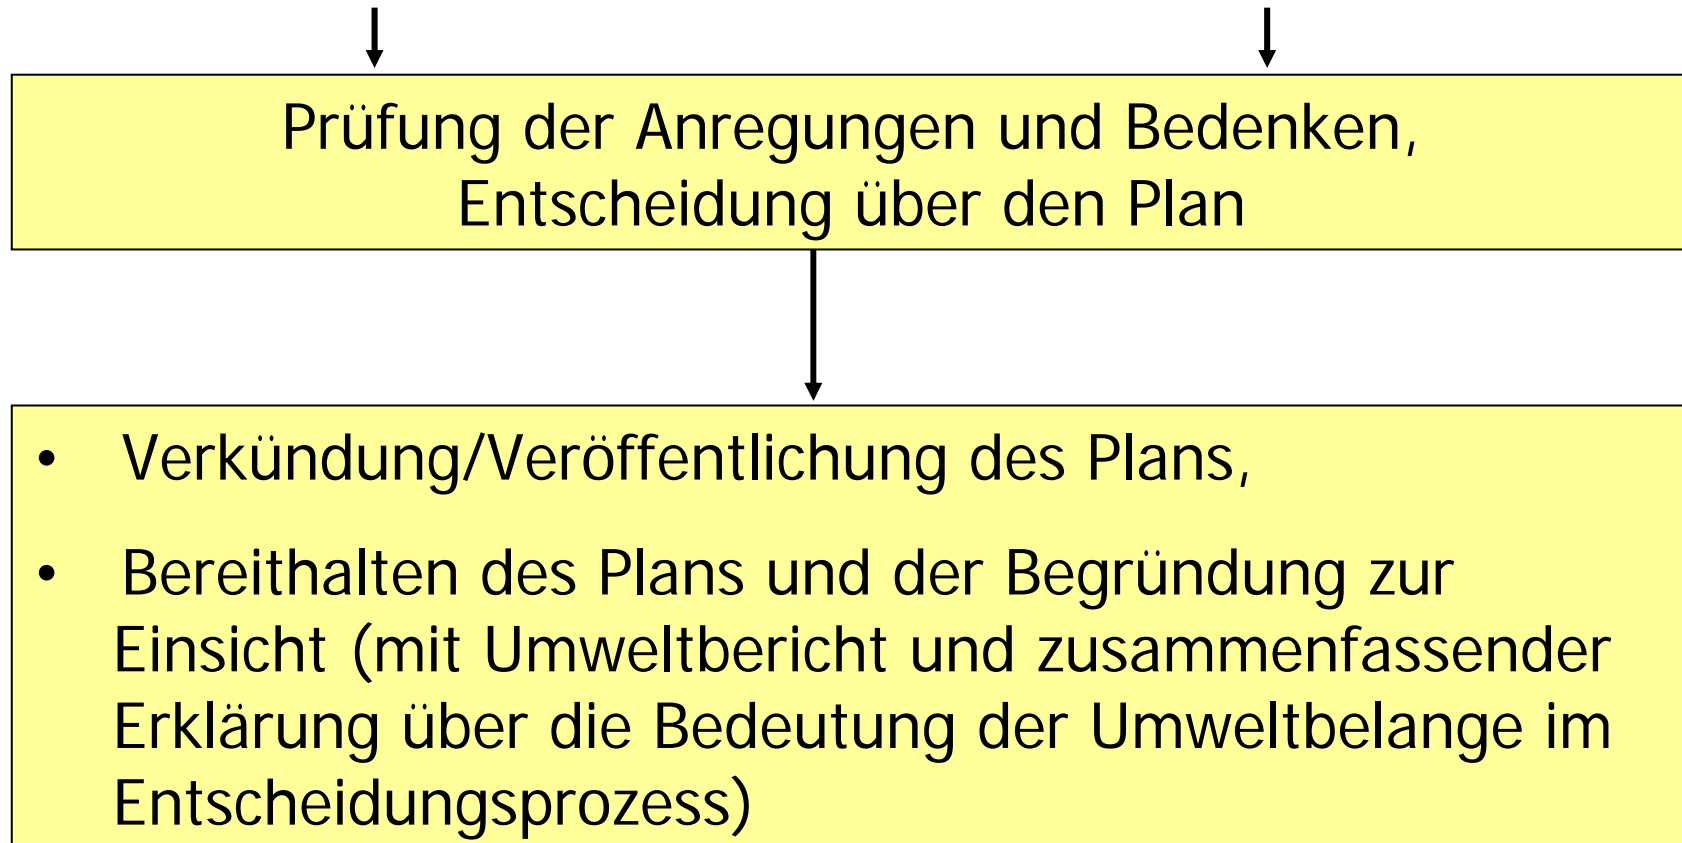 Prüfung der Anregungen und Bedenken,
Entscheidung über den Plan
• Verkündung/Veröffentlichung des Plans,
• Bereithalten des Plans und der Begründung zur
Einsicht (mit Umweltbericht und zusammenfassender
Erklärung über die Bedeutung der Umweltbelange im
Entscheidungsprozess)